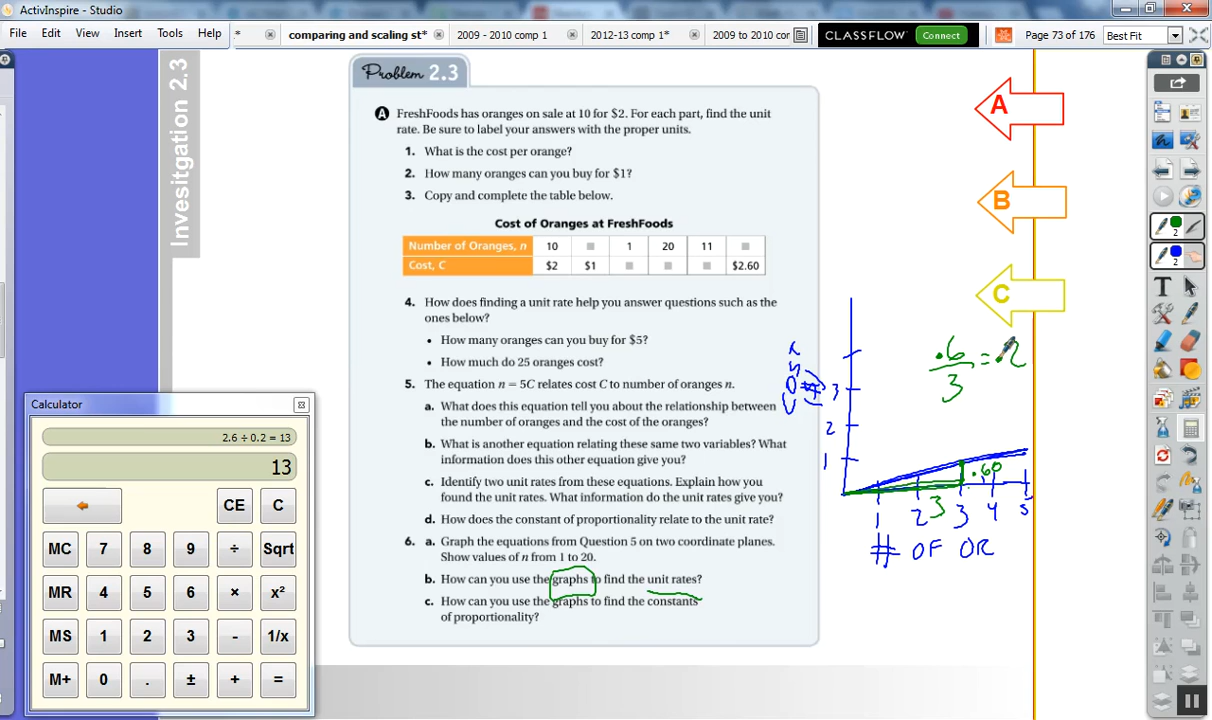 ActivInspire - Studio
File Edit View Insert Tools Help
* comparing and scaling st* 2009 - 2010 comp 1 2012-13 comp 1* 2009 to 2010 cor CLASSFLOW Connect Page 73 of 176 Best Fit
Invesitgation 2.3
Problem 2.3
A FreshFoods has oranges on sale at 10 for $2. For each part, find the unit
rate. Be sure to label your answers with the proper units.
1. What is the cost per orange?
2. How many oranges can you buy for $1?
3. Copy and complete the table below.
Cost of Oranges at FreshFoods
Number of Oranges, n 10 1 20 11
Cost, C $2 $1 $2.60
4. How does finding a unit rate help you answer questions such as the
ones below?
• How many oranges can you buy for $5?
• How much do 25 oranges cost?
5. The equation n = 5C relates cost C to number of oranges n.
a. What does this equation tell you about the relationship between
the number of oranges and the cost of the oranges?
b. What is another equation relating these same two variables? What
information does this other equation give you?
c. Identify two unit rates from these equations. Explain how you
found the unit rates. What information do the unit rates give you?
d. How does the constant of proportionality relate to the unit rate?
6. a. Graph the equations from Question 5 on two coordinate planes.
Show values of n from 1 to 20.
b. How can you use the graphs to find the unit rates?
c. How can you use the graphs to find the constants
of proportionality?
A
B
C
.6
3
= .2
3
2
1
.60
3
1 2 3 4 5
# OF OR
2
2
T
Calculator
2.6 ÷ 0.2 = 13
13
CE C
MC 7 8 9 ÷ Sqrt
MR 4 5 6 × x²
MS 1 2 3 - 1/x
M+ 0 . ± + =